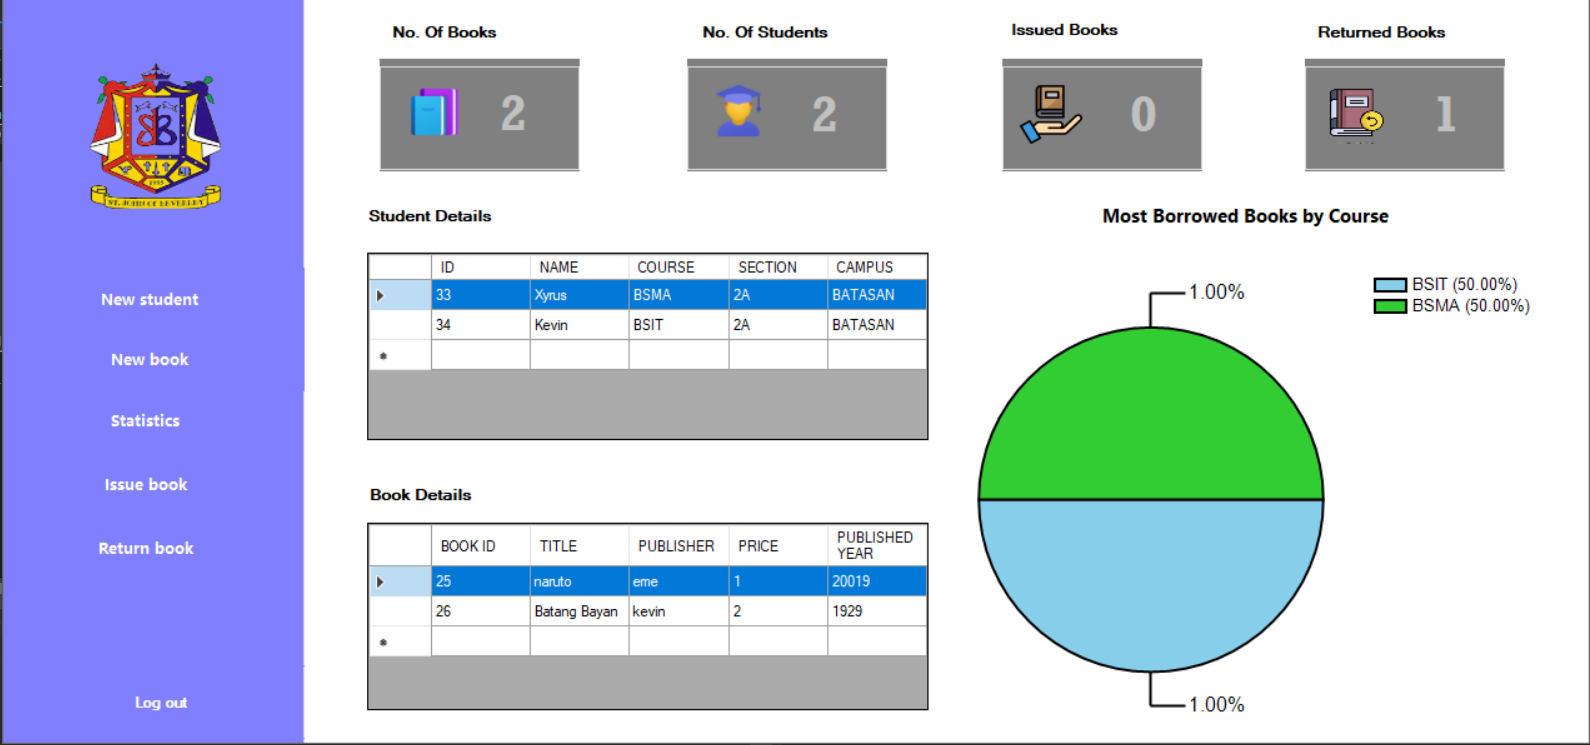 No. Of Books
No. Of Students
Issued Books
Returned Books
2
2
0
1
1995
ST. JOHN OF BEVERLEY
New student
New book
Statistics
Issue book
Return book
Log out
Student Details
ID NAME COURSE SECTION CAMPUS
33 Xyrus BSMA 2A BATASAN
34 Kevin BSIT 2A BATASAN
Book Details
BOOK ID TITLE PUBLISHER PRICE PUBLISHED YEAR
25 naruto eme 1 20019
26 Batang Bayan kevin 2 1929
Most Borrowed Books by Course
1.00%
BSIT (50.00%)
BSMA (50.00%)
1.00%